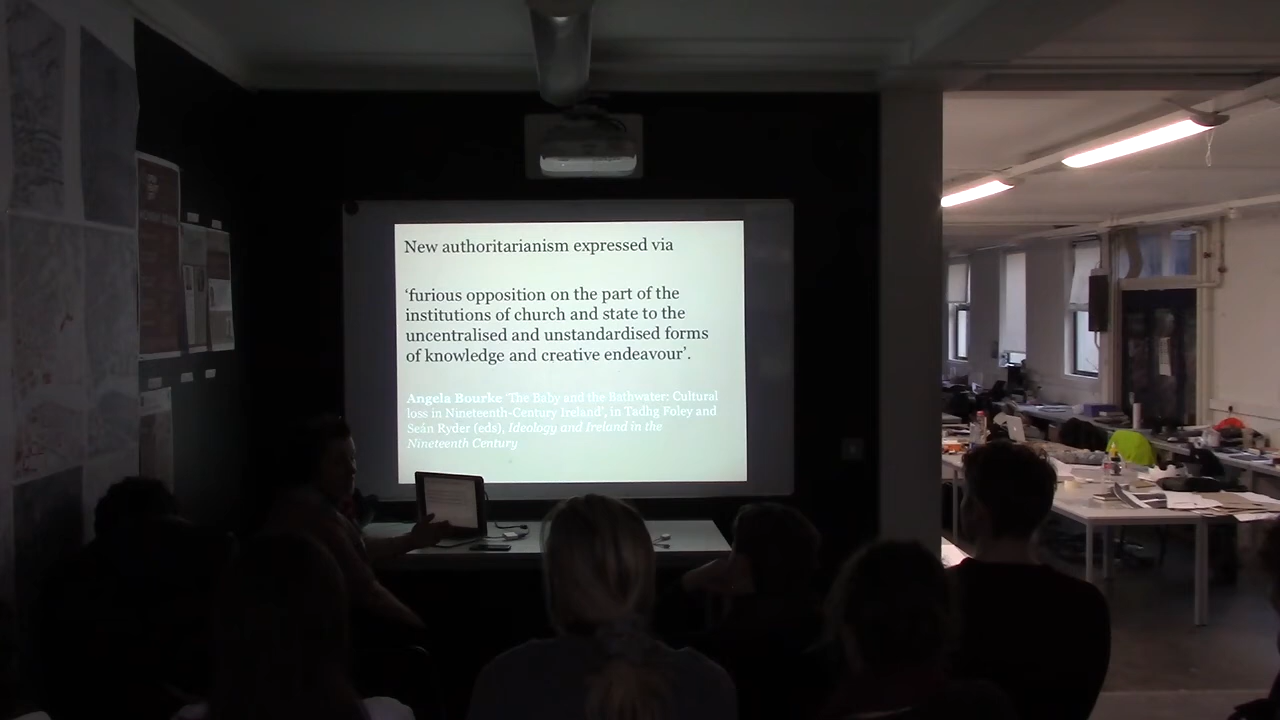 New authoritarianism expressed via
‘furious opposition on the part of the
institutions of church and state to the
uncentralised and unstandardised forms
of knowledge and creative endeavour’.
Angela Bourke ‘The Baby and the Bathwater: Cultural
loss in Nineteenth-Century Ireland’, in Tadhg Foley and
Seán Ryder (eds), Ideology and Ireland in the
Nineteenth Century